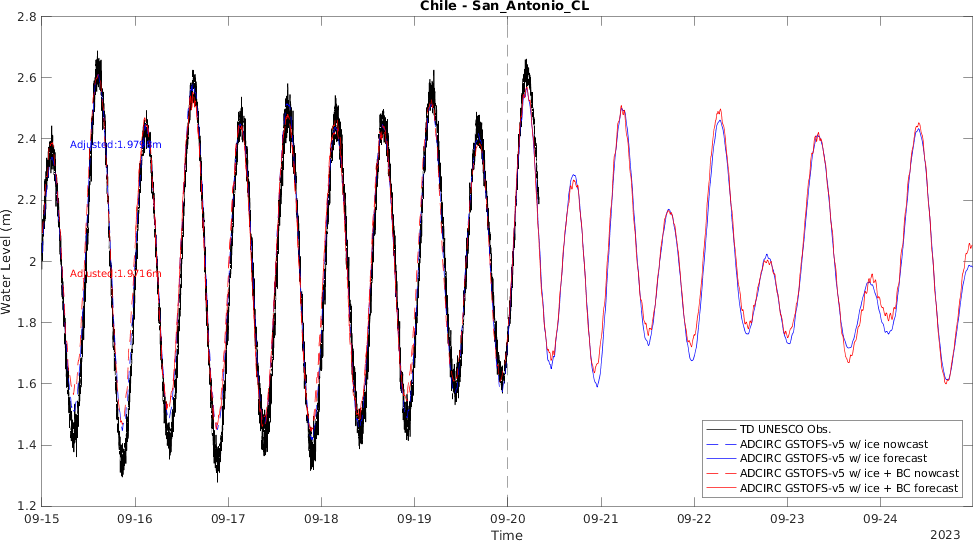 Chile - San_Antonio_CL
2.8
2.6
2.4
2.2
2
1.8
1.6
1.4
1.2
Water Level (m)
Adjusted:1.9716m
TD UNESCO Obs.
ADCIRC GSTOFS-v5 w/ ice nowcast
ADCIRC GSTOFS-v5 w/ ice forecast
ADCIRC GSTOFS-v5 w/ ice + BC nowcast
ADCIRC GSTOFS-v5 w/ ice + BC forecast
09-15 09-16 09-17 09-18 09-19 09-20 09-21 09-22 09-23 09-24
Time
2023